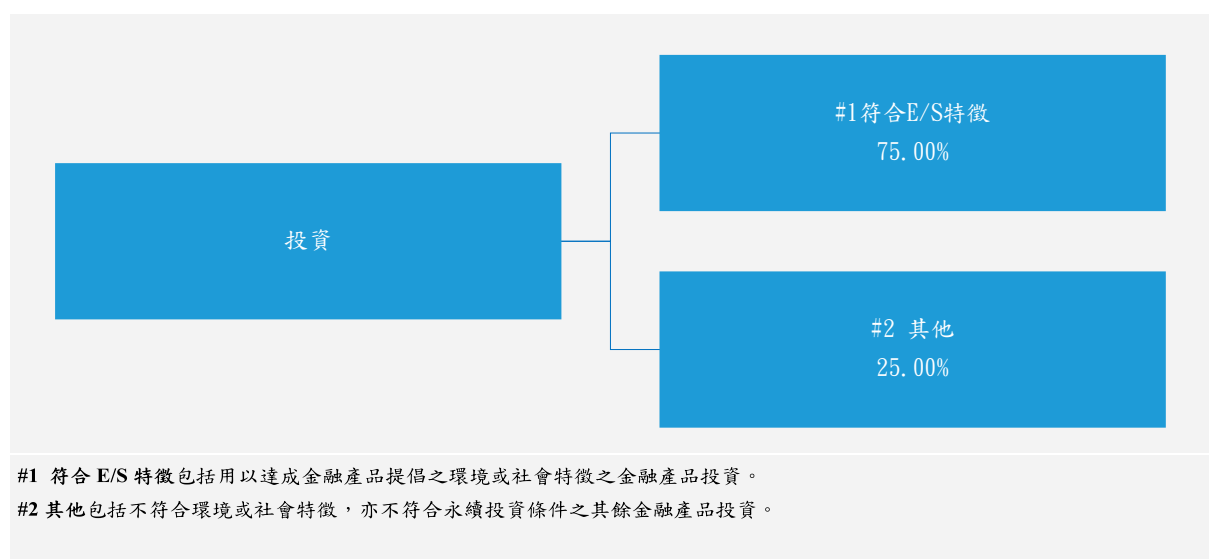 投資
#1符合E/S特徵
75.00%
#2 其他
25.00%
#1 符合 E/S 特徵包括用以達成金融產品提倡之環境或社會特徵之金融產品投資。
#2 其他包括不符合環境或社會特徵，亦不符合永續投資條件之其餘金融產品投資。